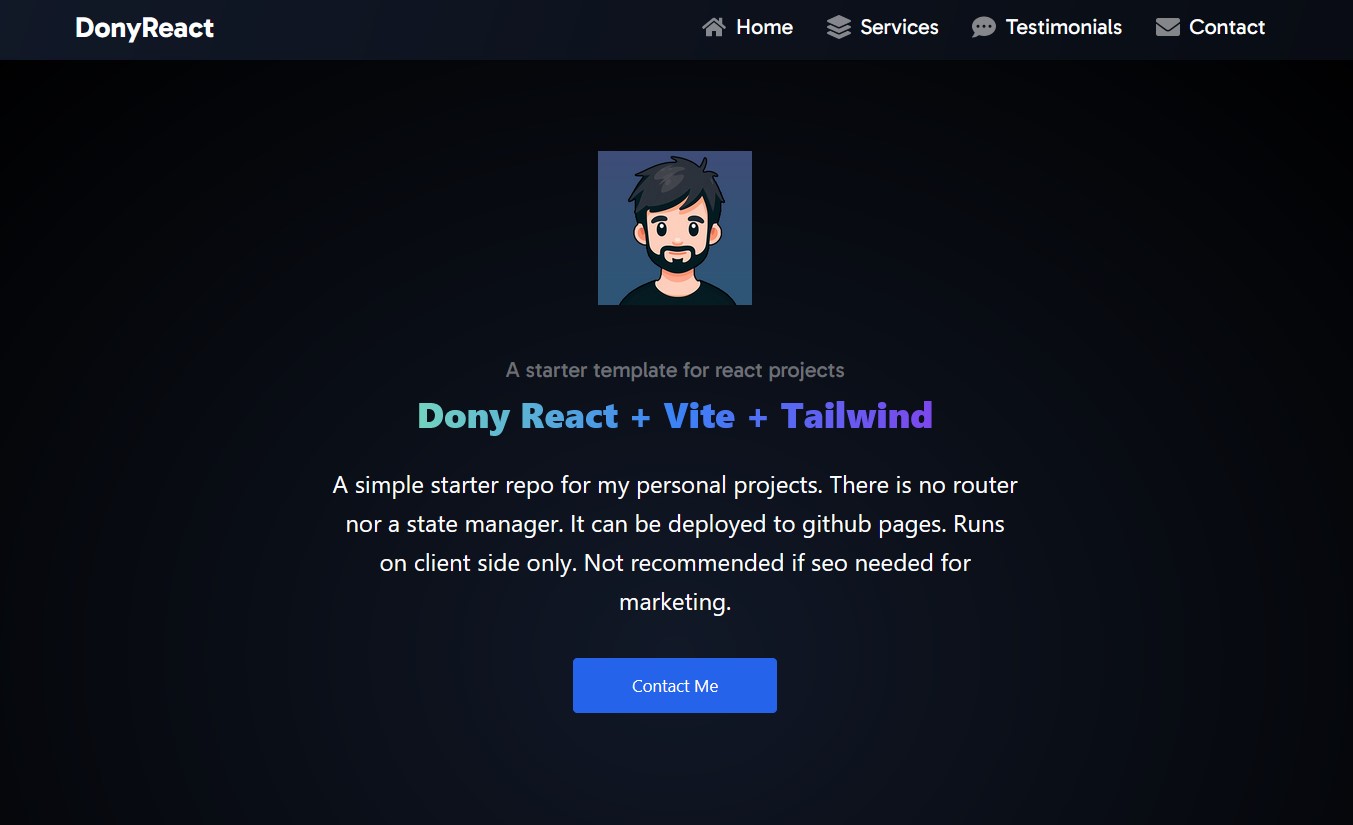 DonyReact
Home
Services
Testimonials
Contact
A starter template for react projects
Dony React + Vite + Tailwind
A simple starter repo for my personal projects. There is no router
nor a state manager. It can be deployed to github pages. Runs
on client side only. Not recommended if seo needed for
marketing.
Contact Me